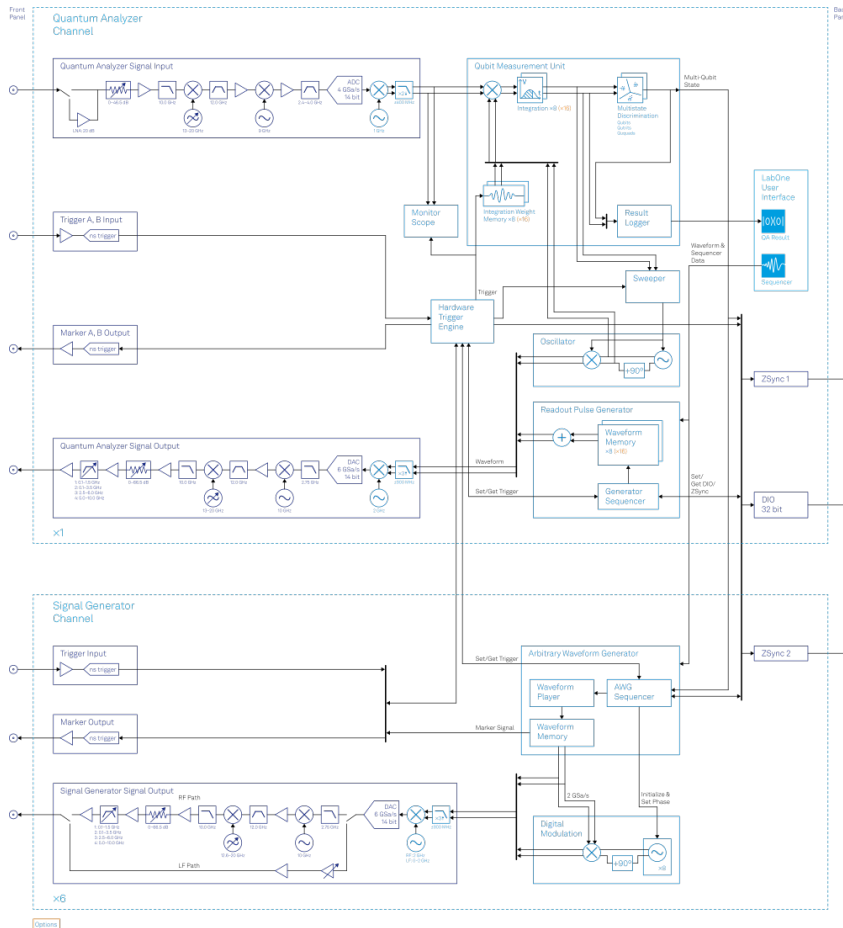 Front
Panel
Quantum Analyzer
Channel
Quantum Analyzer Signal Input
ADC
4 GSa/s
14 bit
LNA
10 GHz
Qubit Measurement Unit
Integration ×8 (×16)
Multistate
Discrimination
Qubits
Integration Weight
Memory ×8 (×16)
Multi-Qubit
State
Monitor
Scope
Result
Logger
LabOne
User
Interface
QA Result
Sequencer
Waveform &
Sequencer
Data
Trigger A, B Input
ns trigger
Marker A, B Output
ns trigger
Hardware
Trigger
Engine
Trigger
Sweeper
Oscillator
+90º
ZSync 1
Readout Pulse Generator
Waveform
Memory
×8 (×16)
Generator
Sequencer
Quantum Analyzer Signal Output
DAC
6 GSa/s
14 bit
Waveform
Set/Get Trigger
Set/
Get DIO/
ZSync
DIO
32 bit
×1
Signal Generator
Channel
Trigger Input
ns trigger
Marker Output
ns trigger
Set/Get Trigger
Marker Signal
Arbitrary Waveform Generator
Waveform
Player
AWG
Sequencer
Waveform
Memory
ZSync 2
Signal Generator Signal Output
RF Path
LF Path
DAC
6 GSa/s
14 bit
2 GSa/s
Initialize &
Set Phase
Digital
Modulation
+90º
×8
×6
Options